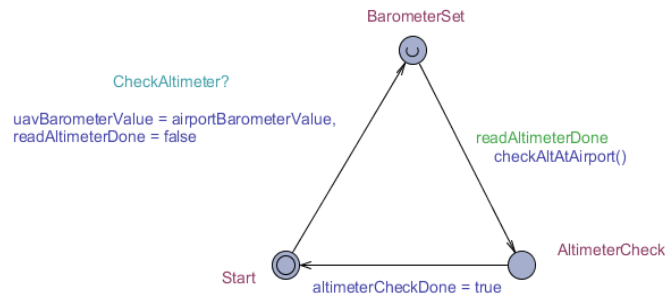 BarometerSet
CheckAltimeter?
uavBarometerValue = airportBarometerValue,
readAltimeterDone = false
readAltimeterDone
checkAltAtAirport()
AltimeterCheck
Start
altimeterCheckDone = true